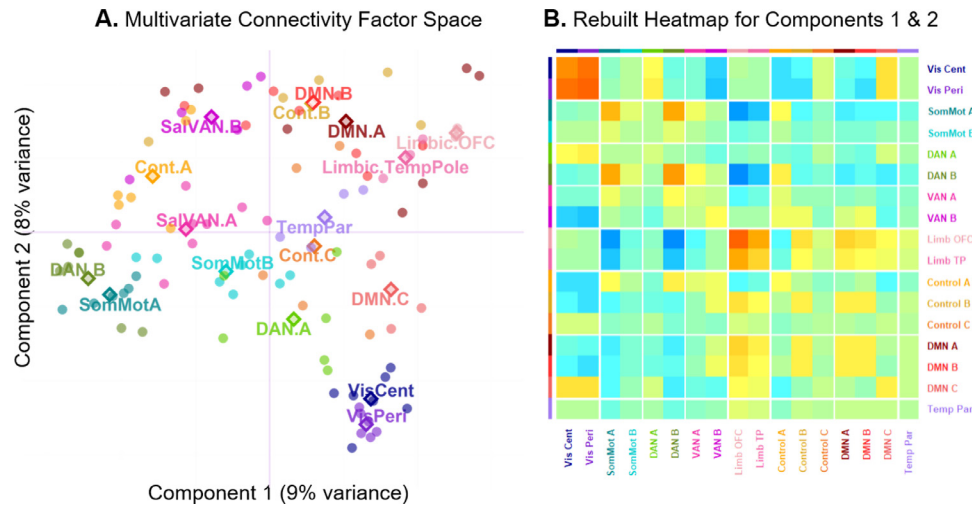 A. Multivariate Connectivity Factor Space
Component 2 (8% variance)
DMN.B
Cont.B
SalVAN.B
DMN.A
Limbic.OFC
Limbic.TempPole
Cont.A
SalVAN.A
TempPar
Cont.C
DAN.B
SomMotB
SomMotA
DMN.C
DAN.A
VisCent
VisPeri
Component 1 (9% variance)
B. Rebuilt Heatmap for Components 1 & 2
Vis Cent
Vis Peri
SomMot A
SomMot B
DAN A
DAN B
VAN A
VAN B
Limb OFC
Limb TP
Control A
Control B
Control C
DMN A
DMN B
DMN C
Temp Par
Vis Cent
Vis Peri
SomMot A
SomMot B
DAN A
DAN B
VAN A
VAN B
Limb OFC
Limb TP
Control A
Control B
Control C
DMN A
DMN B
DMN C
Temp Par